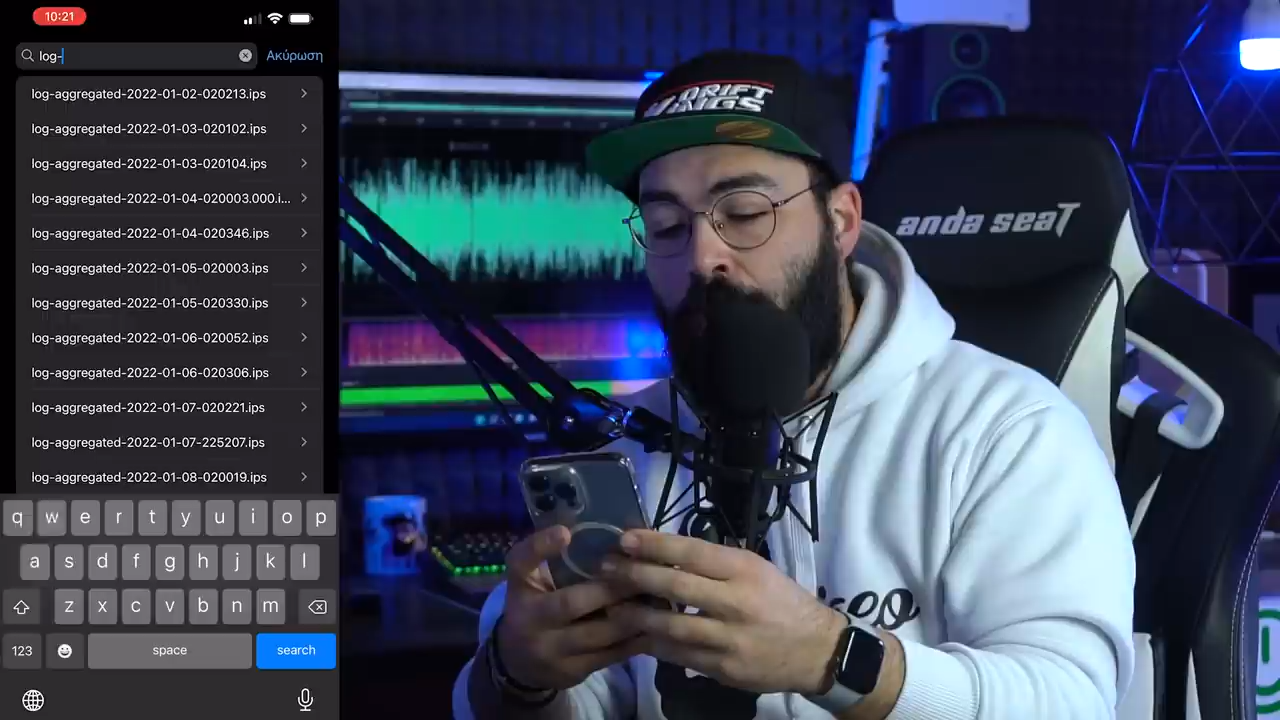 10:21
log-
Ακύρωση
log-aggregated-2022-01-02-020213.ips
log-aggregated-2022-01-03-020102.ips
log-aggregated-2022-01-03-020104.ips
log-aggregated-2022-01-04-020003.000.i...
log-aggregated-2022-01-04-020346.ips
log-aggregated-2022-01-05-020003.ips
log-aggregated-2022-01-05-020330.ips
log-aggregated-2022-01-06-020052.ips
log-aggregated-2022-01-06-020306.ips
log-aggregated-2022-01-07-020221.ips
log-aggregated-2022-01-07-225207.ips
log-aggregated-2022-01-08-020019.ips
q w e r t y u i o p
a s d f g h j k l
z x c v b n m
123 space search
DRIFT
KINGS
anda seaT